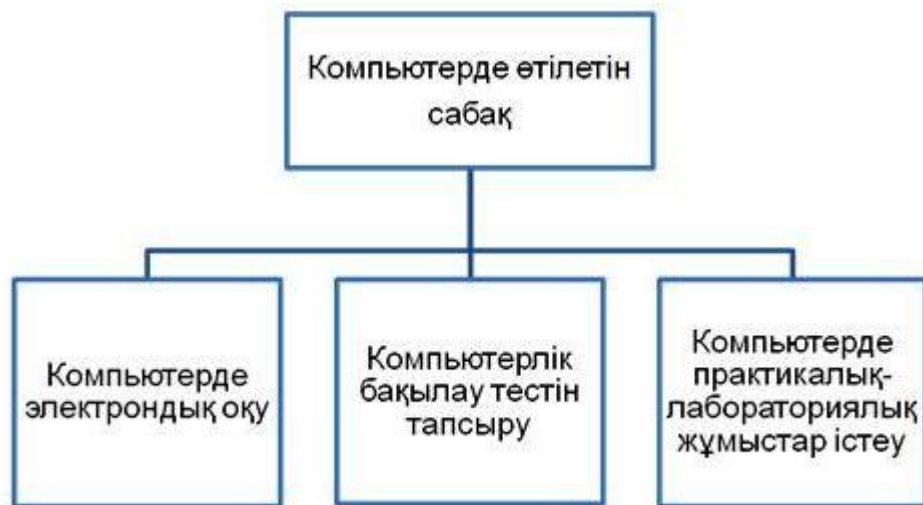 Компьютерде өтілетін
сабақ
Компьютерде
электрондық оқу
Компьютерлік
бақылау тестін
тапсыру
Компьютерде
практикалық-
лабораториялық
жұмыстар істеу